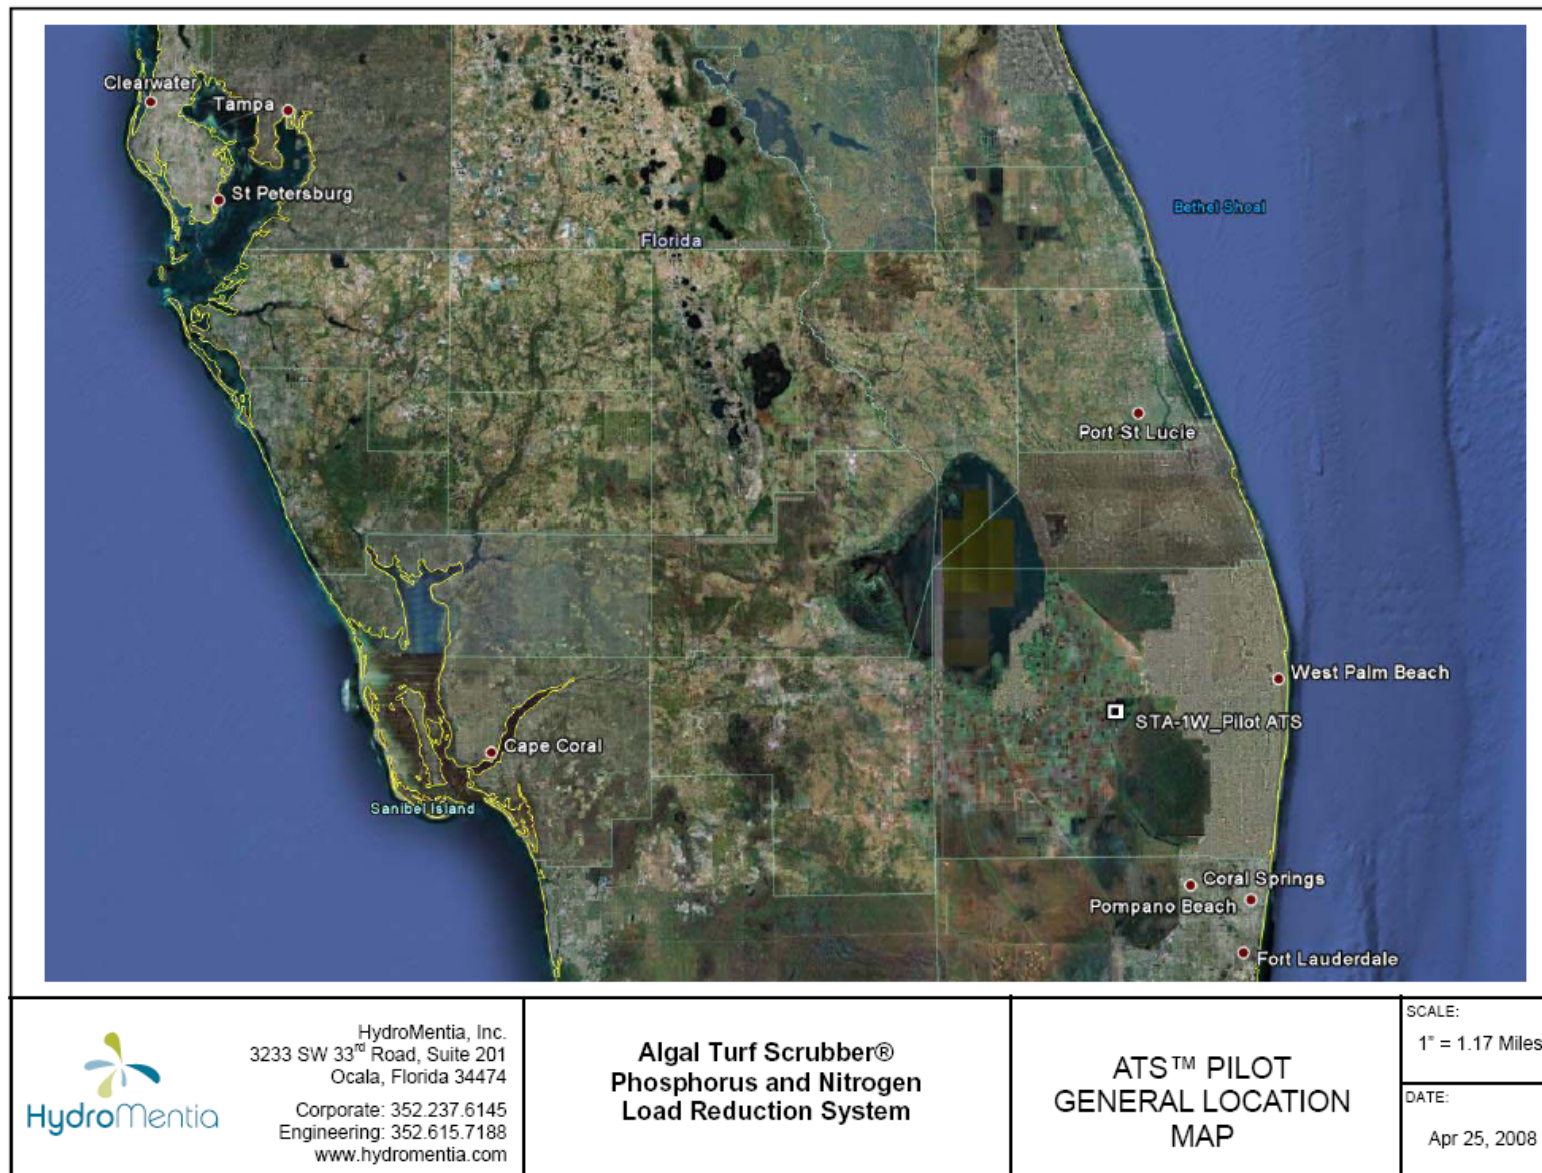 Clearwater
Tampa
St Petersburg
Bethel Shoal
Florida
Port St Lucie
West Palm Beach
STA-1W_Pilot ATS
Cape Coral
Sanibel Island
Coral Springs
Pompano Beach
Fort Lauderdale
HydroMentia
HydroMentia, Inc.
3233 SW 33rd Road, Suite 201
Ocala, Florida 34474
Corporate: 352.237.6145
Engineering: 352.615.7188
www.hydromentia.com
Algal Turf Scrubber®
Phosphorus and Nitrogen
Load Reduction System
ATS™ PILOT
GENERAL LOCATION
MAP
SCALE:
1" = 1.17 Miles
DATE:
Apr 25, 2008